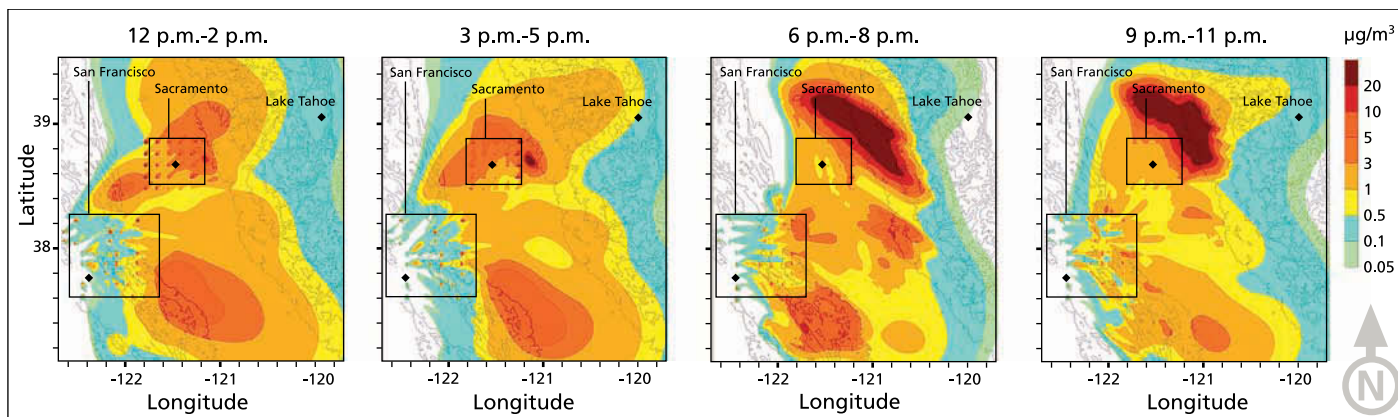 12 p.m.-2 p.m.
3 p.m.-5 p.m.
6 p.m.-8 p.m.
9 p.m.-11 p.m.
µg/m³
San Francisco
Sacramento
Lake Tahoe
San Francisco
Sacramento
Lake Tahoe
San Francisco
Sacramento
Lake Tahoe
San Francisco
Sacramento
Lake Tahoe
20
10
5
3
1
0.5
0.1
0.05
Latitude
39
38
-122 -121 -120
-122 -121 -120
-122 -121 -120
-122 -121 -120
Longitude
Longitude
Longitude
Longitude
N